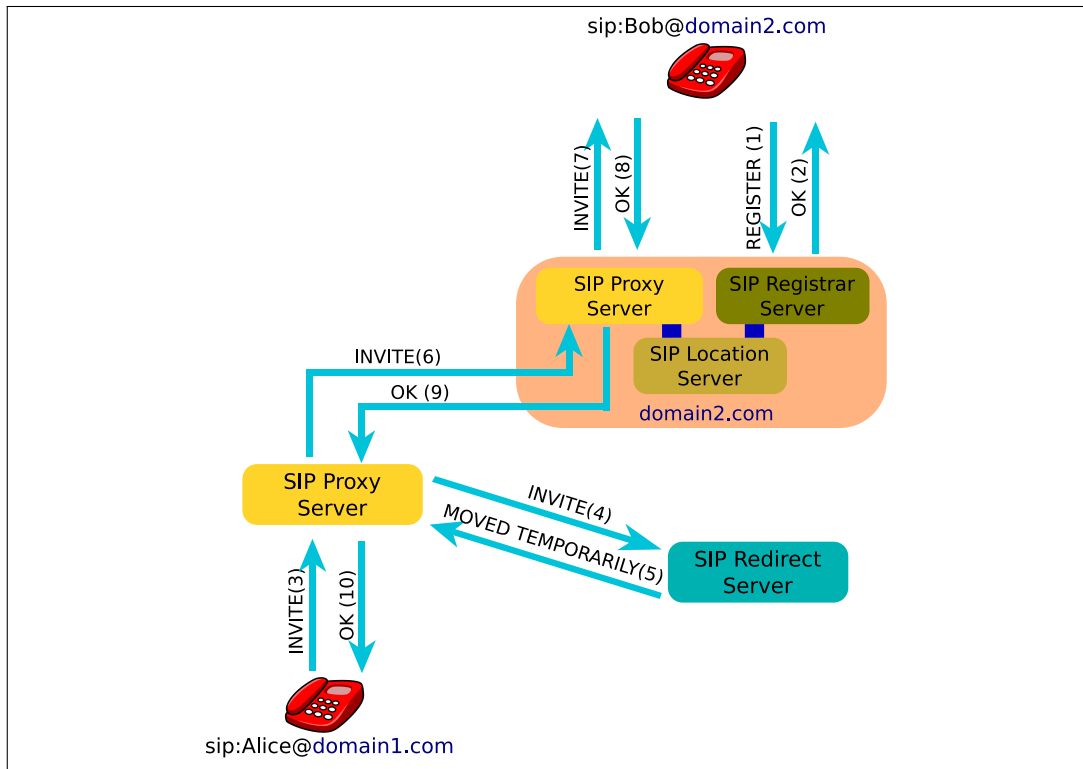 sip:Bob@domain2.com
INVITE(7)
OK (8)
REGISTER (1)
OK (2)
SIP Proxy
Server
SIP Registrar
Server
SIP Location
Server
domain2.com
INVITE(6)
OK (9)
SIP Proxy
Server
INVITE(4)
MOVED TEMPORARILY(5)
SIP Redirect
Server
INVITE(3)
OK (10)
sip:Alice@domain1.com